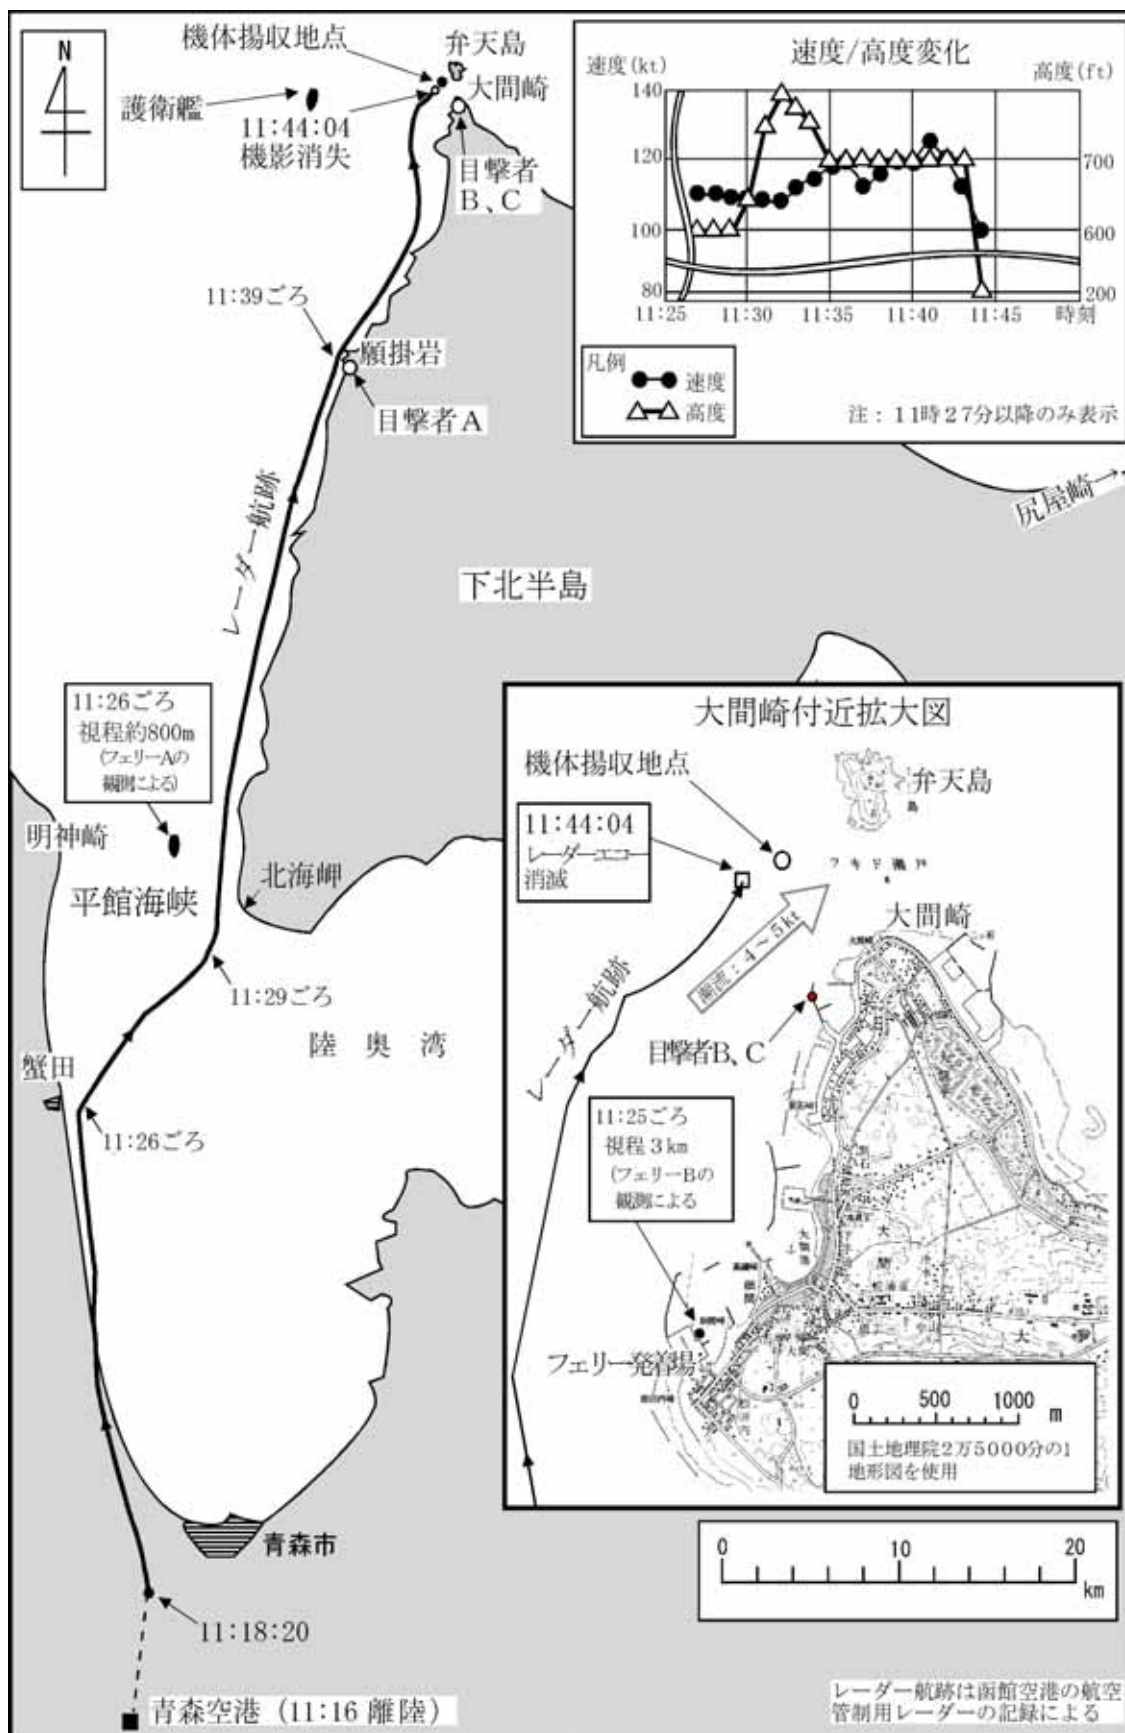 N
機体揚収地点
弁天島
大間崎
護衛艦
11:44:04
機影消失
目撃者
B、C
11:39ごろ
願掛岩
目撃者A
レーダー航跡
下北半島
尻屋崎→
速度/高度変化
速度(kt)
高度(ft)
140
120
100
80
700
600
200
11:25
11:30
11:35
11:40
11:45
時刻
凡例
速度
高度
注：11時27分以降のみ表示
11:26ごろ
視程約800m
(フェリーAの
観測による)
明神崎
平館海峡
北海岬
11:29ごろ
蟹田
陸奥湾
11:26ごろ
青森市
11:18:20
青森空港（11:16 離陸）
大間崎付近拡大図
機体揚収地点
弁天島
島
11:44:04
レーダーエコー
消滅
大間崎
大間崎
潮流：4～5kt
レーダー航跡
目撃者B、C
11:25ごろ
視程３km
(フェリーBの
観測による
フェリー発着場
大
間
大
0 500 1000 m
国土地理院2万5000分の1
地形図を使用
0 10 20
km
レーダー航跡は函館空港の航空
管制用レーダーの記録による